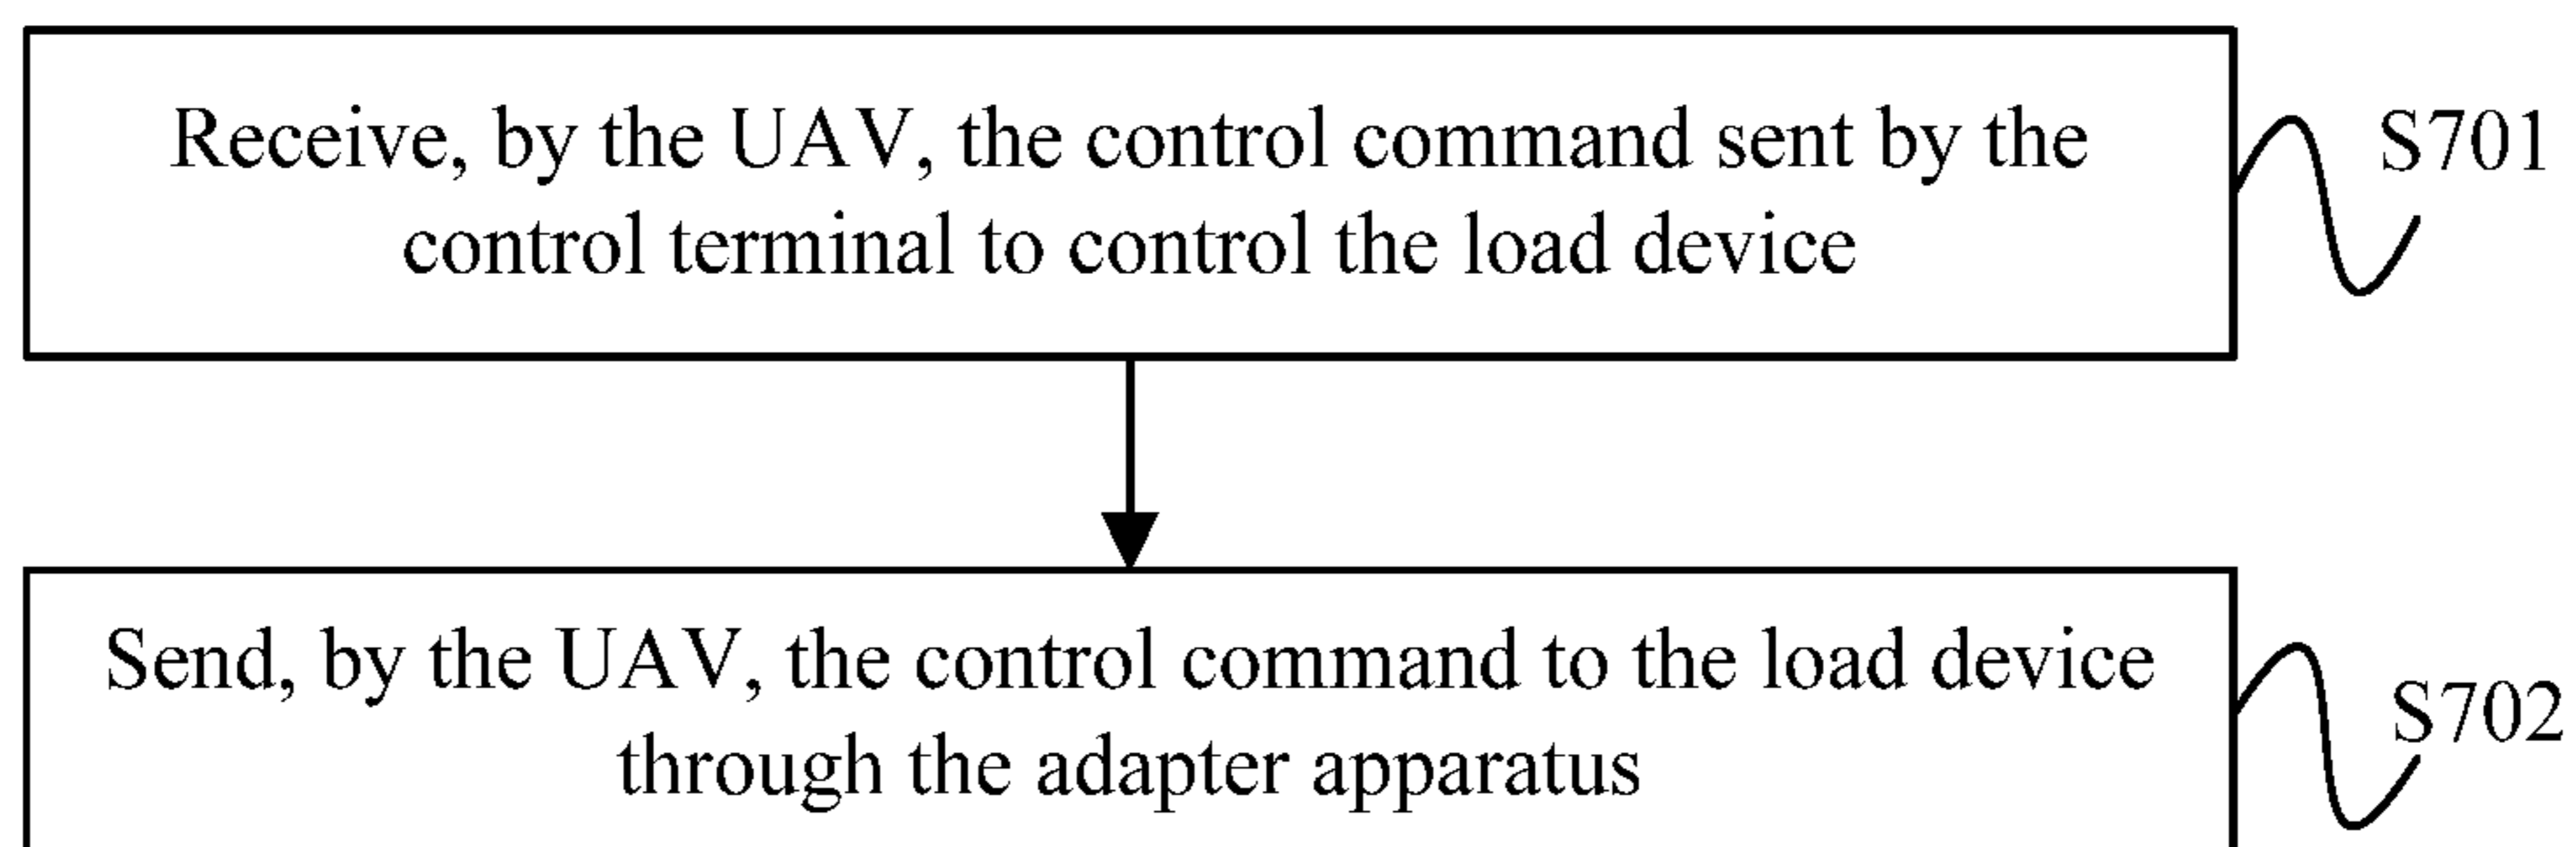 Receive, by the UAV, the control command sent by the
control terminal to control the load device
S701
Send, by the UAV, the control command to the load device
through the adapter apparatus
S702